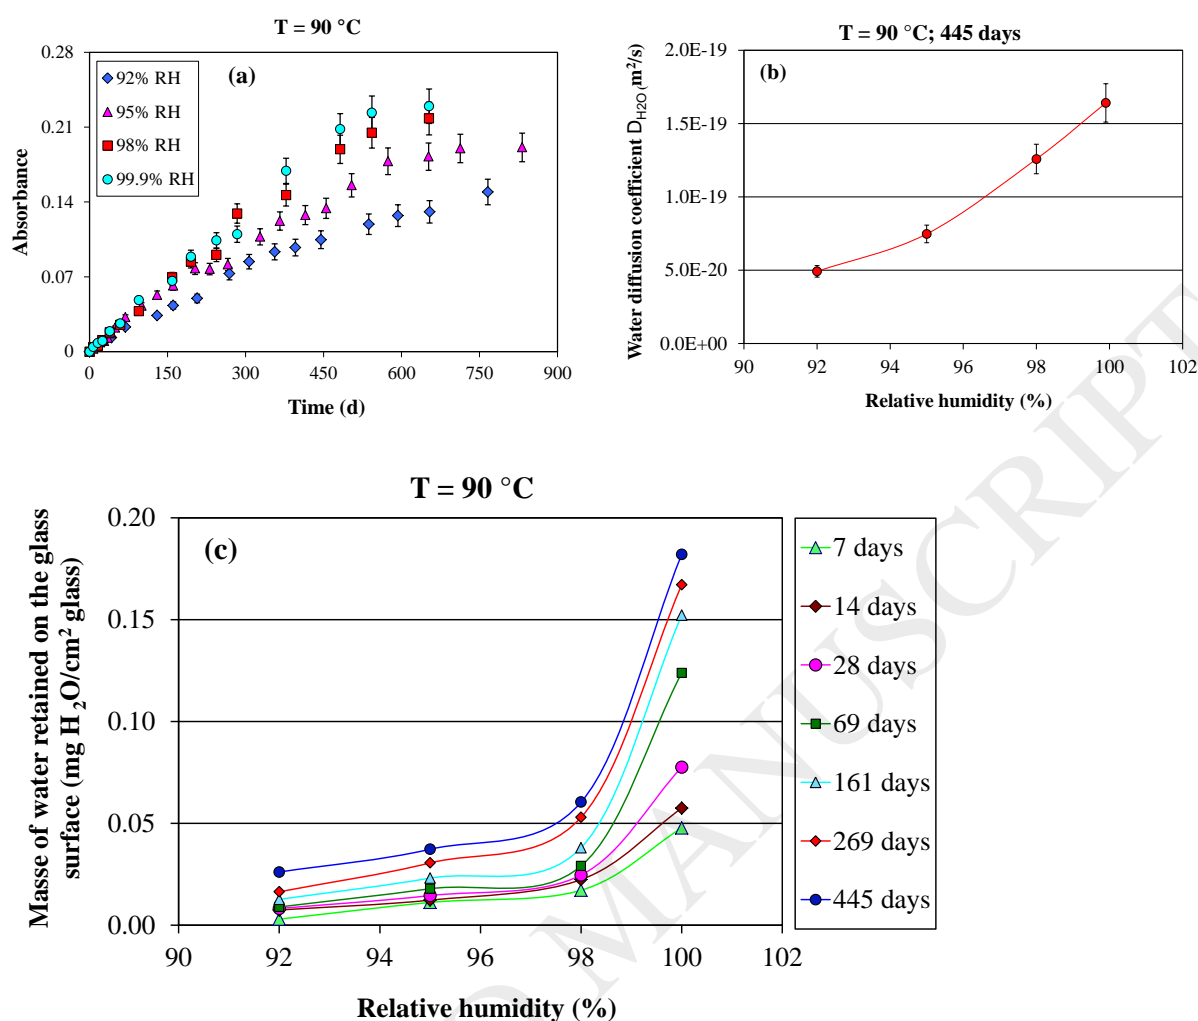 T = 90 °C
0.28
0.21
0.14
0.07
0
Absorbance
(a)
92% RH
95% RH
98% RH
99.9% RH
0 150 300 450 600 750 900
Time (d)
T = 90 °C; 445 days
2.0E-19
1.5E-19
1.0E-19
5.0E-20
0.0E+00
Water diffusion coefficient D H2O (m²/s)
(b)
90 92 94 96 98 100 102
Relative humidity (%)
T = 90 °C
0.20
0.15
0.10
0.05
0.00
Masse of water retained on the glass
surface (mg H2O/cm² glass)
(c)
90 92 94 96 98 100 102
Relative humidity (%)
7 days
14 days
28 days
69 days
161 days
269 days
445 days
MANUSCRIPT